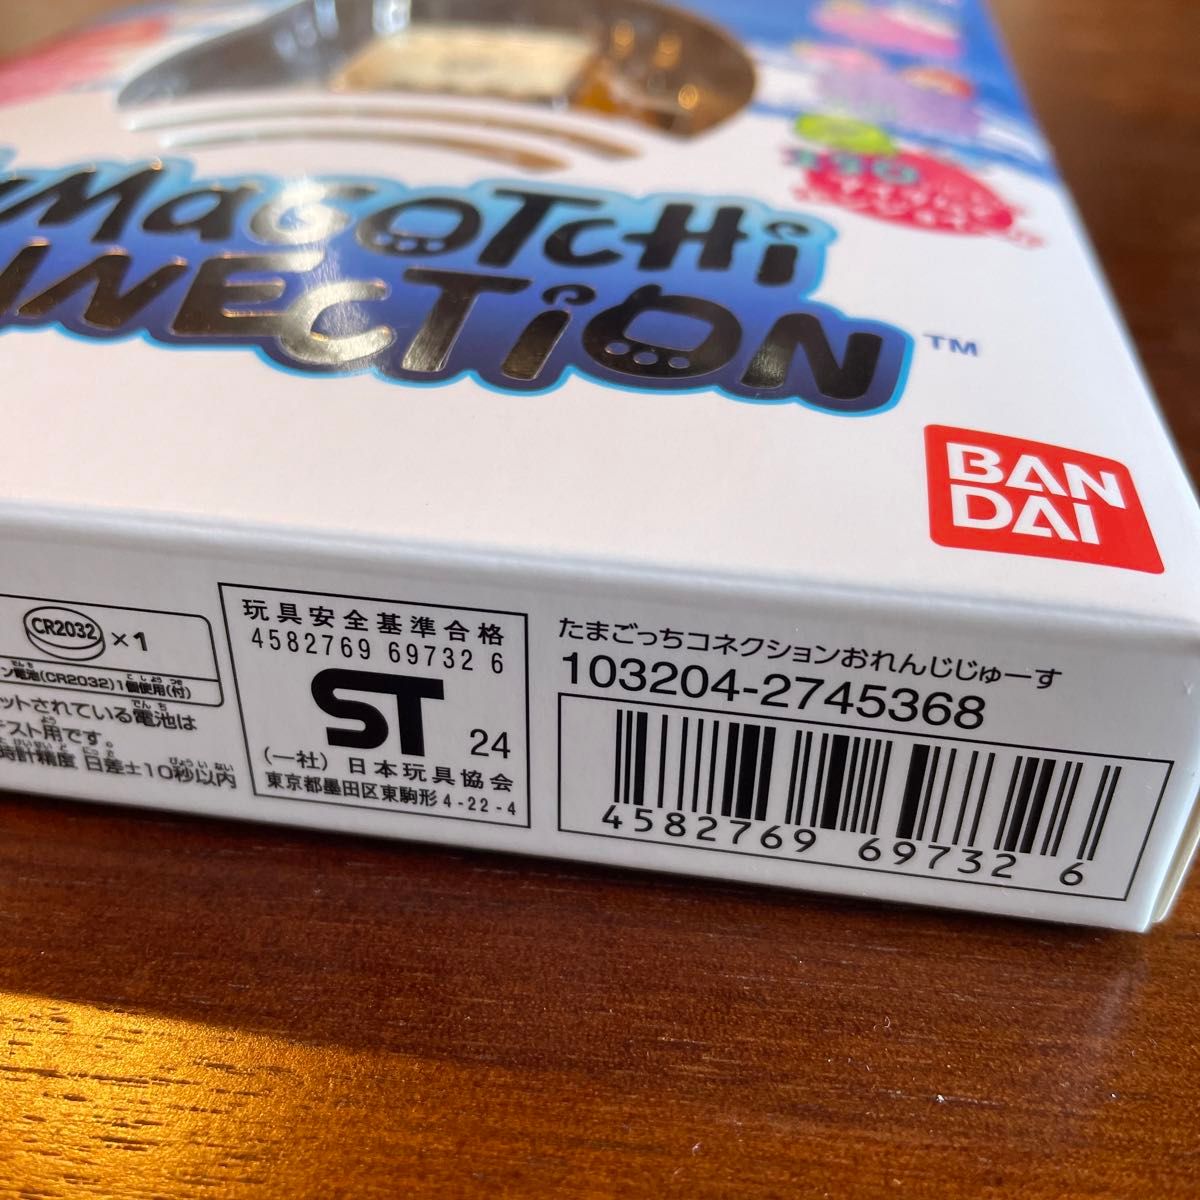 MAGOTCHi
NECTiON™
BAN
DAI
CR2032 ×1
ン電池(CR2032)1個使用(付)
ットされている電池は
テスト用です。
時計精度 日差±10秒以内
玩具安全基準合格
4582769 69732 6
ST 24
(一社) 日本玩具協会
東京都墨田区東駒形4-22-4
たまごっちコネクションおれんじじゅーす
103204-2745368
4582769 69732 6